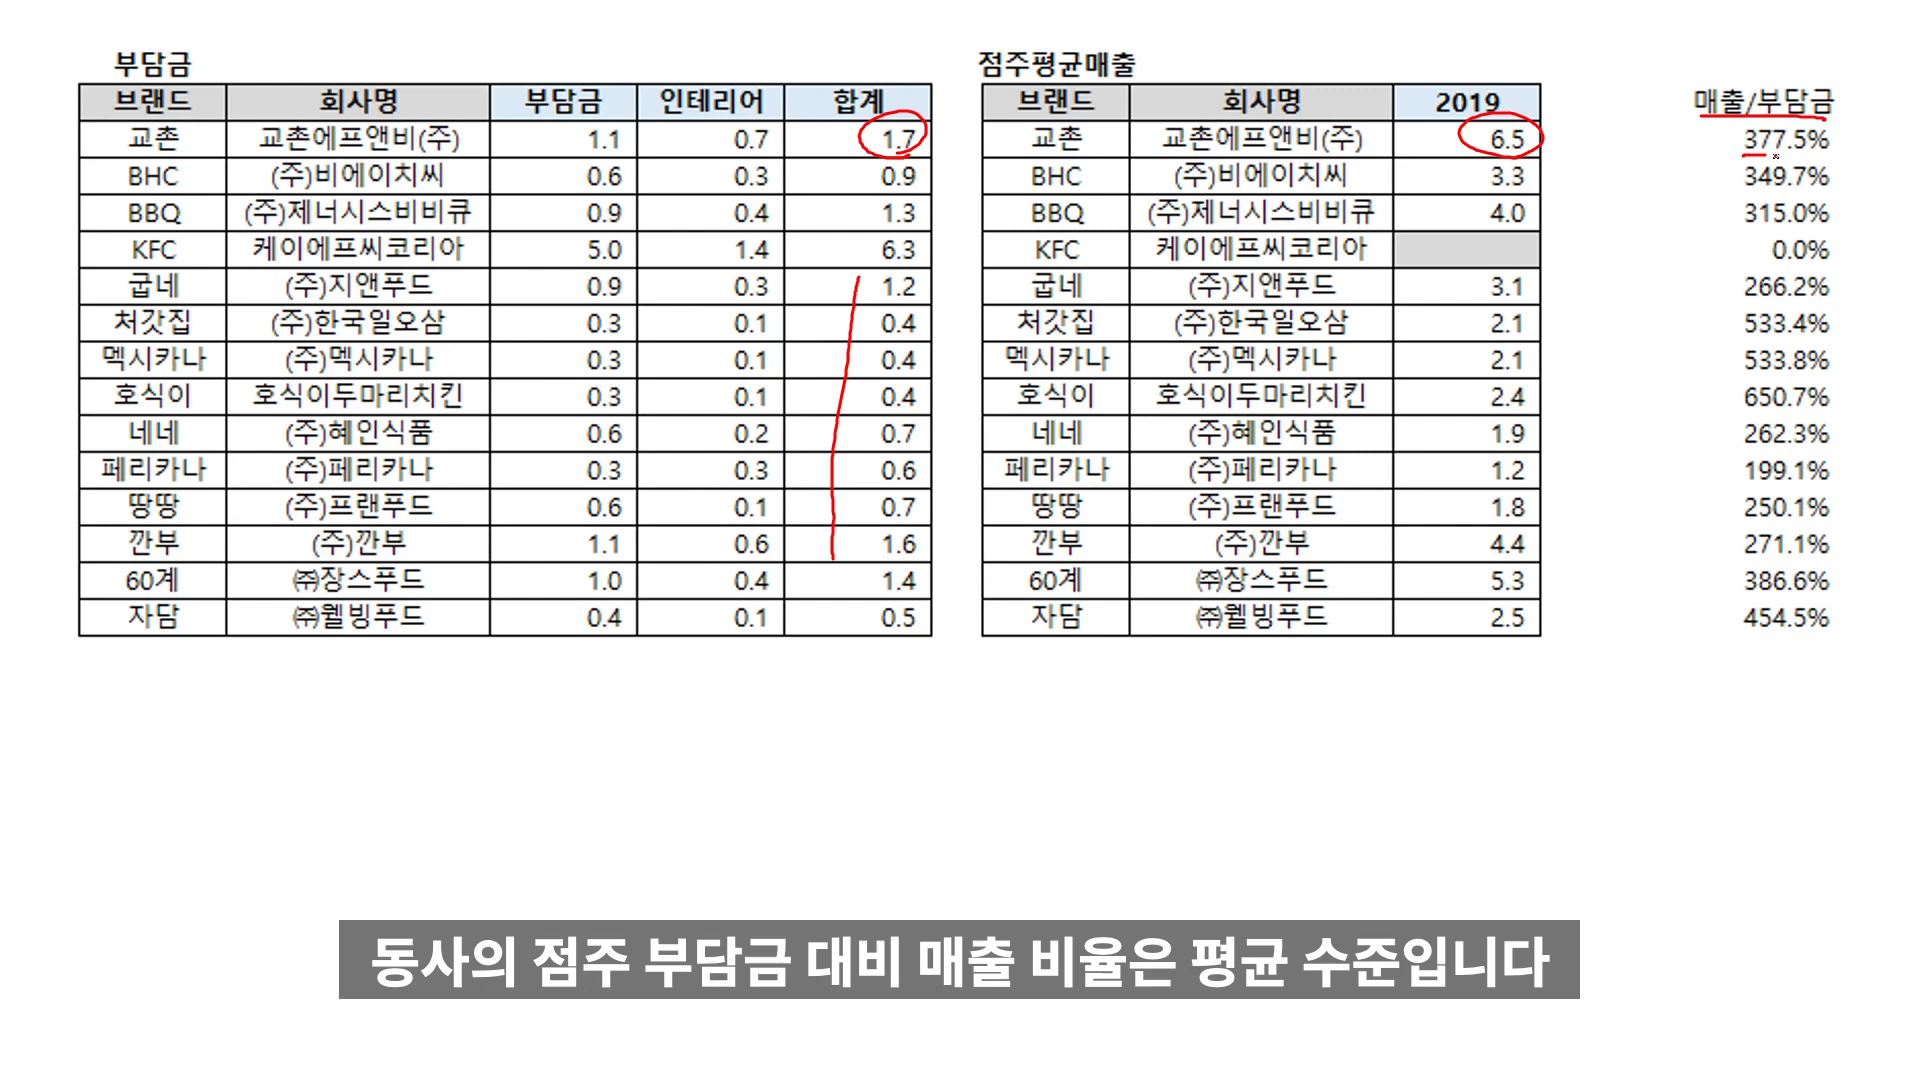 부담금
브랜드 회사명 부담금 인테리어 합계
교촌 교촌에프앤비(주) 1.1 0.7 1.7
BHC (주)비에이치씨 0.6 0.3 0.9
BBQ (주)제너시스비비큐 0.9 0.4 1.3
KFC 케이에프씨코리아 5.0 1.4 6.3
굽네 (주)지앤푸드 0.9 0.3 1.2
처갓집 (주)한국일오삼 0.3 0.1 0.4
멕시카나 (주)멕시카나 0.3 0.1 0.4
호식이 호식이두마리치킨 0.3 0.1 0.4
네네 (주)혜인식품 0.6 0.2 0.7
페리카나 (주)페리카나 0.3 0.3 0.6
땅땅 (주)프랜푸드 0.6 0.1 0.7
깐부 (주)깐부 1.1 0.6 1.6
60계 ㈜장스푸드 1.0 0.4 1.4
자담 ㈜웰빙푸드 0.4 0.1 0.5
점주평균매출
브랜드 회사명 2019
교촌 교촌에프앤비(주) 6.5
BHC (주)비에이치씨 3.3
BBQ (주)제너시스비비큐 4.0
KFC 케이에프씨코리아
굽네 (주)지앤푸드 3.1
처갓집 (주)한국일오삼 2.1
멕시카나 (주)멕시카나 2.1
호식이 호식이두마리치킨 2.4
네네 (주)혜인식품 1.9
페리카나 (주)페리카나 1.2
땅땅 (주)프랜푸드 1.8
깐부 (주)깐부 4.4
60계 ㈜장스푸드 5.3
자담 ㈜웰빙푸드 2.5
매출/부담금
377.5%
349.7%
315.0%
0.0%
266.2%
533.4%
533.8%
650.7%
262.3%
199.1%
250.1%
271.1%
386.6%
454.5%
동사의 점주 부담금 대비 매출 비율은 평균 수준입니다